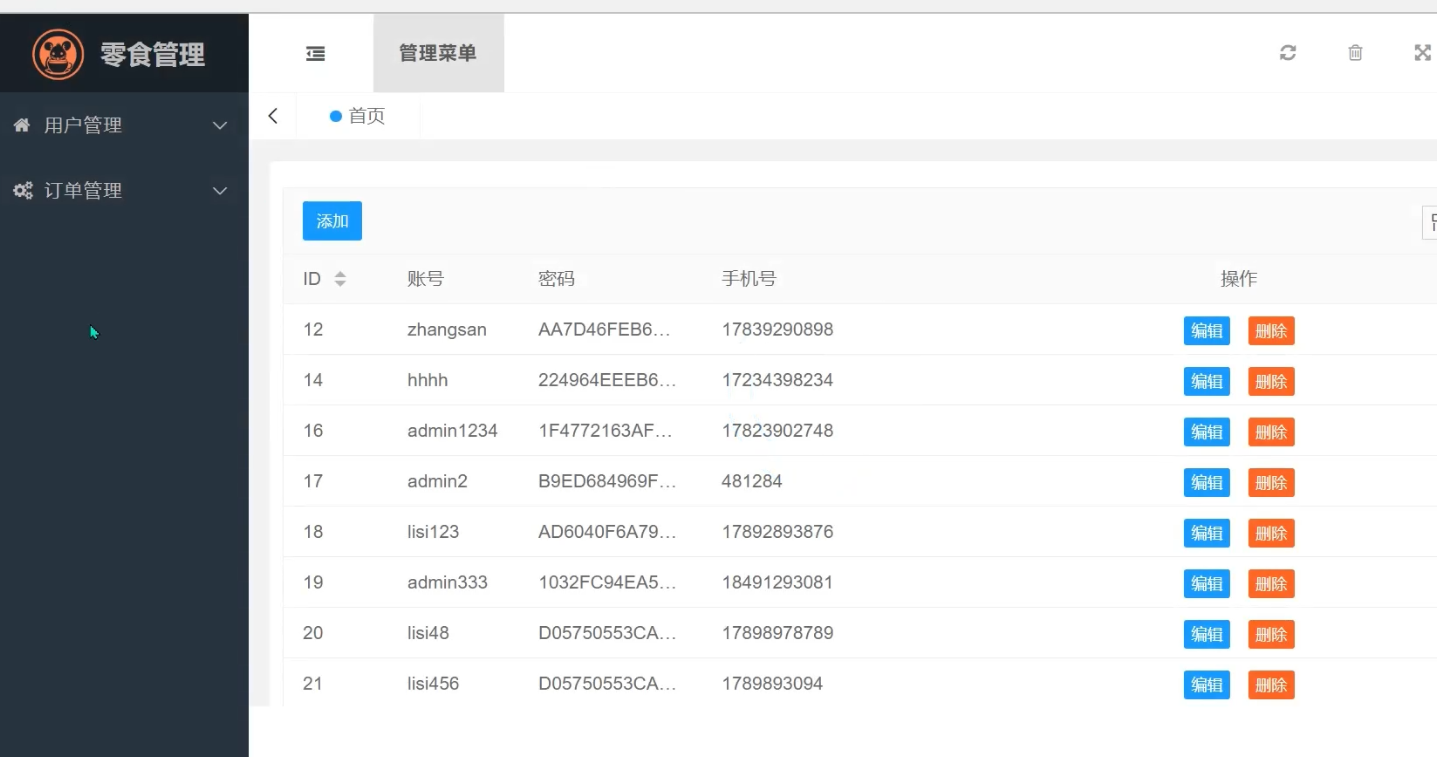 零食管理
管理菜单
用户管理
首页
订单管理
添加
ID 账号 密码 手机号 操作
12 zhangsan AA7D46FEB6... 17839290898 编辑 删除
14 hhhh 224964EEEB6... 17234398234 编辑 删除
16 admin1234 1F4772163AF... 17823902748 编辑 删除
17 admin2 B9ED684969F... 481284 编辑 删除
18 lisi123 AD6040F6A79... 17892893876 编辑 删除
19 admin333 1032FC94EA5... 18491293081 编辑 删除
20 lisi48 D05750553CA... 17898978789 编辑 删除
21 lisi456 D05750553CA... 1789893094 编辑 删除